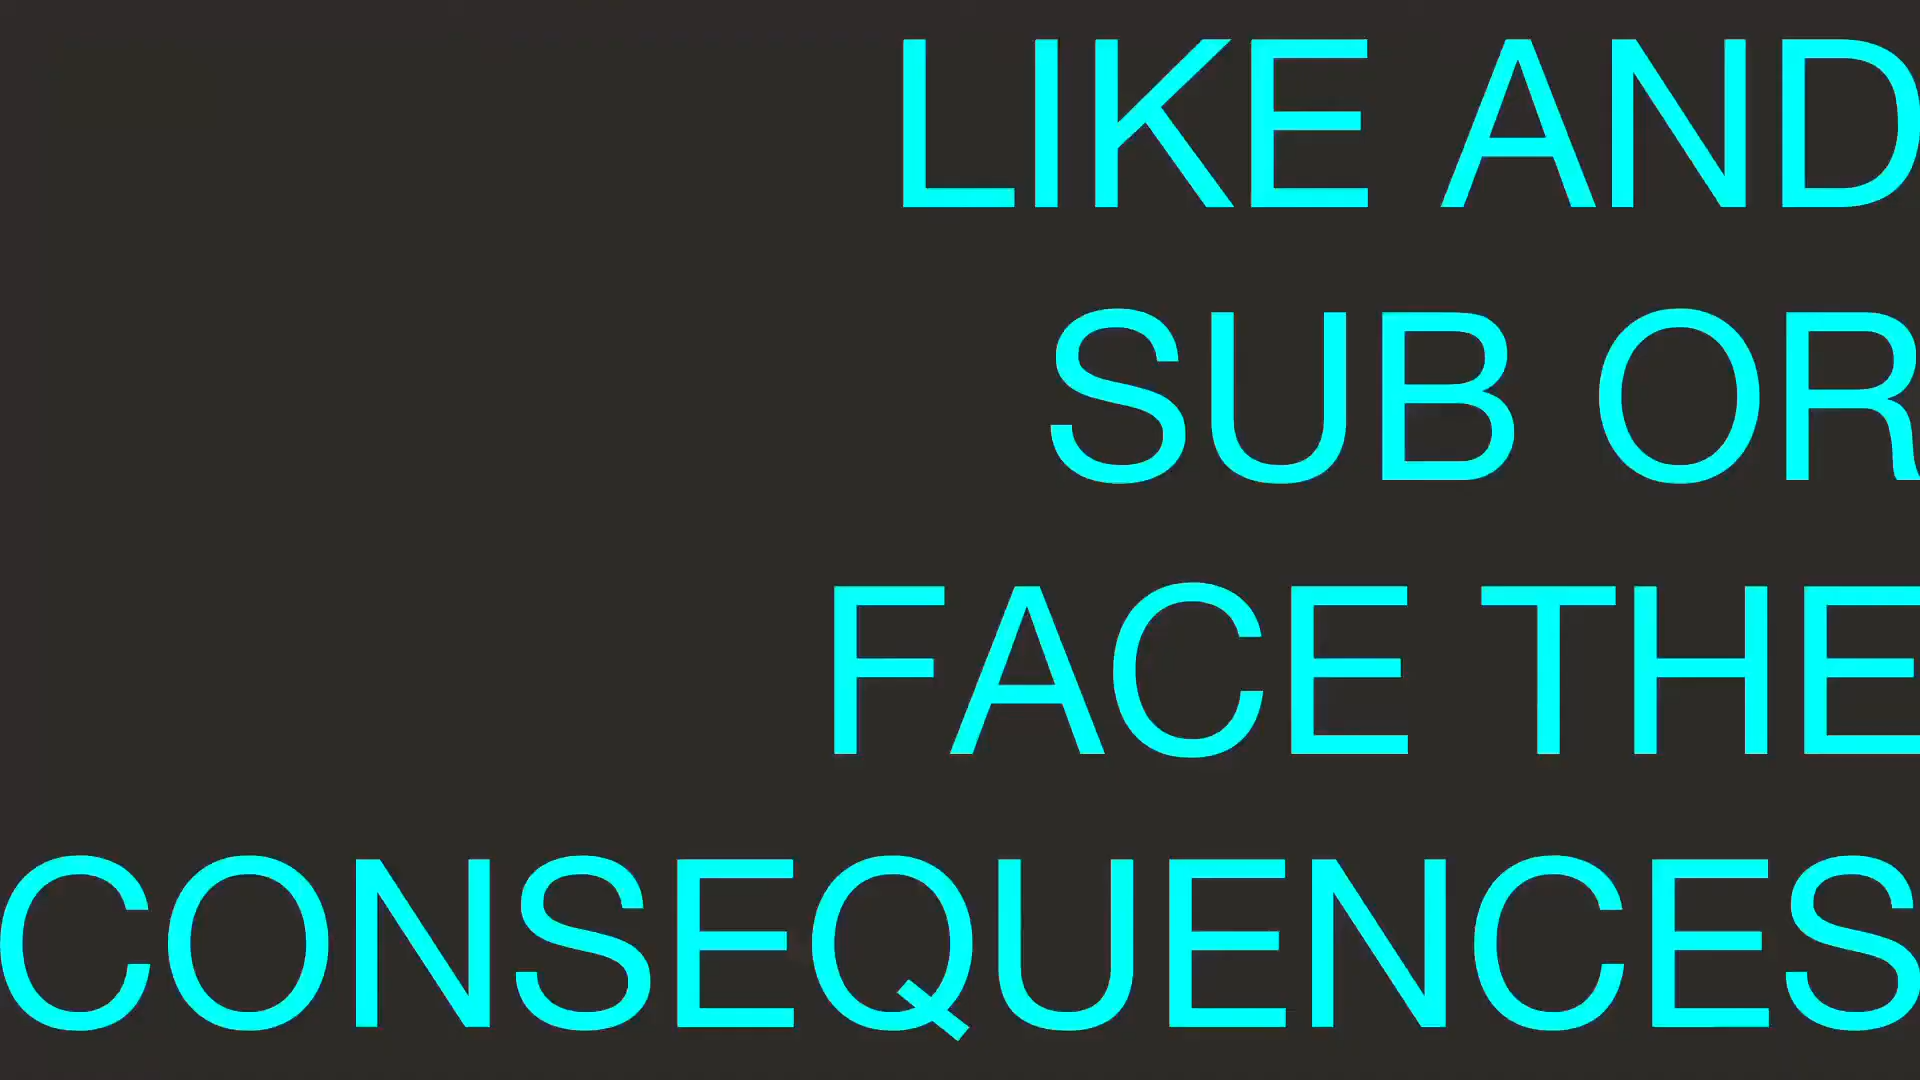 LIKE AND
SUB OR
FACE THE
CONSEQUENCES